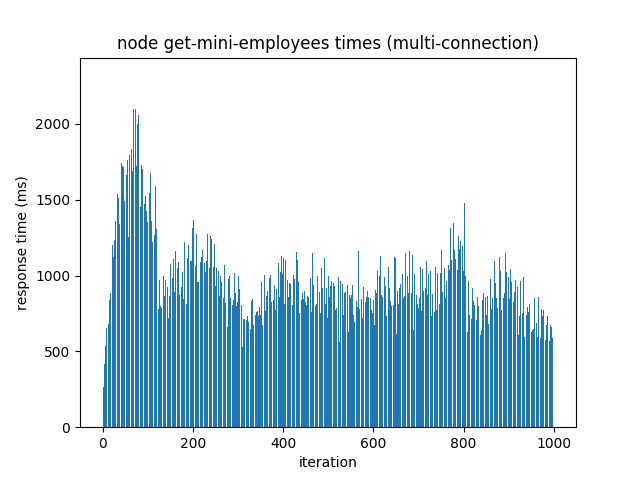 node get-mini-employees times (multi-connection)
response time (ms)
2000
1500
1000
500
0
0 200 400 600 800 1000
iteration